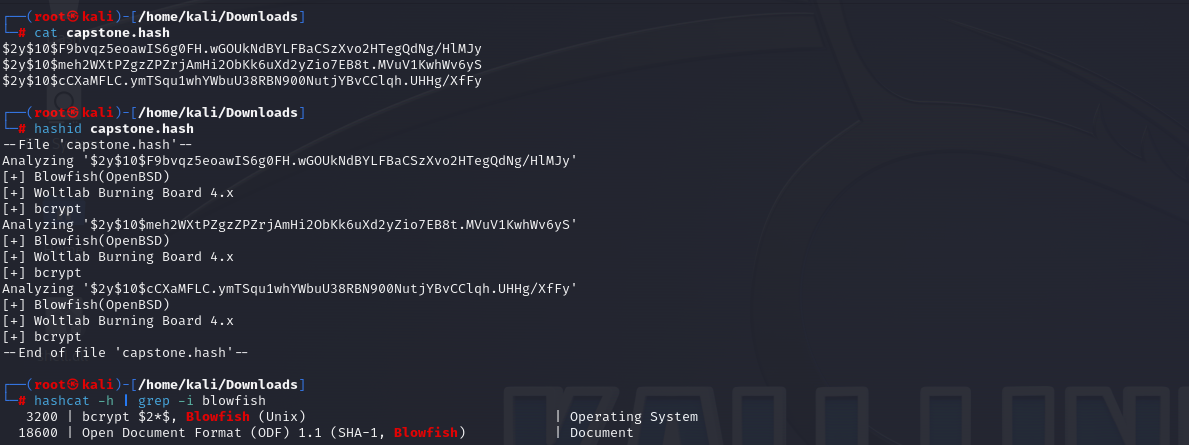 ┌──(root㉿kali)-[/home/kali/Downloads]
└─# cat capstone.hash
$2y$10$F9bvqz5eoawIS6g0FH.wGOUkNdBYLFBaCSzXvo2HTegQdNg/HlMJy
$2y$10$meh2WXtPZgzZPZrjAmHi2ObKk6uXd2yZio7EB8t.MVuV1KwhWv6yS
$2y$10$cCXaMFLC.ymTSqu1whYWbuU38RBN900NutjYBvCClqh.UHHg/XfFy
┌──(root㉿kali)-[/home/kali/Downloads]
└─# hashid capstone.hash
--File 'capstone.hash'--
Analyzing '$2y$10$F9bvqz5eoawIS6g0FH.wGOUkNdBYLFBaCSzXvo2HTegQdNg/HlMJy'
[+] Blowfish(OpenBSD)
[+] Woltlab Burning Board 4.x
[+] bcrypt
Analyzing '$2y$10$meh2WXtPZgzZPZrjAmHi2ObKk6uXd2yZio7EB8t.MVuV1KwhWv6yS'
[+] Blowfish(OpenBSD)
[+] Woltlab Burning Board 4.x
[+] bcrypt
Analyzing '$2y$10$cCXaMFLC.ymTSqu1whYWbuU38RBN900NutjYBvCClqh.UHHg/XfFy'
[+] Blowfish(OpenBSD)
[+] Woltlab Burning Board 4.x
[+] bcrypt
--End of file 'capstone.hash'--
┌──(root㉿kali)-[/home/kali/Downloads]
└─# hashcat -h | grep -i blowfish
3200 | bcrypt $2*$, Blowfish (Unix) | Operating System
18600 | Open Document Format (ODF) 1.1 (SHA-1, Blowfish) | Document